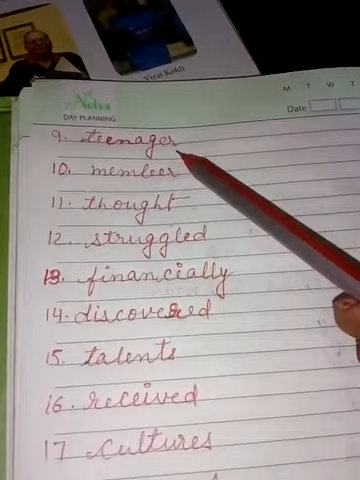 Virat Kohli
M T W T
Notes
DAY PLANNING
Date
9. teenager
10. member
11. thought
12. struggled
13. financially
14. discovered
15. talents
16. received
17 cultures